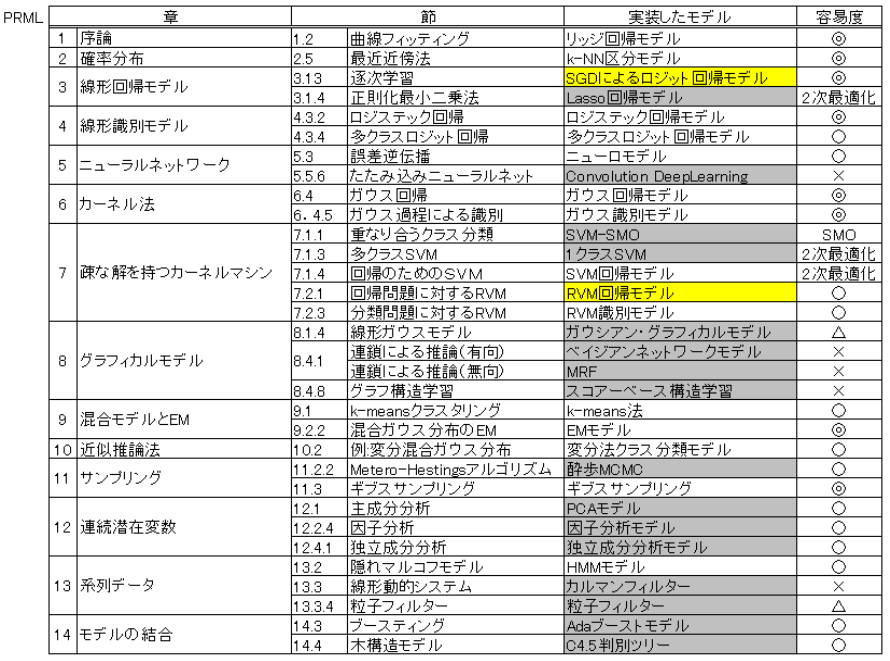 PRML 章 節 実装したモデル 容易度
1 序論 1.2 曲線フィッティング リッジ回帰モデル ◎
2 確率分布 2.5 最近近傍法 k-NN区分モデル ◎
3 線形回帰モデル 3.13 逐次学習 SGDによるロジット回帰モデル ◎
3.1.4 正則化最小二乗法 Lasso回帰モデル 2次最適化
4 線形識別モデル 4.3.2 ロジステック回帰 ロジステック回帰モデル ◎
4.3.4 多クラスロジット回帰 多クラスロジット回帰モデル ○
5 ニューラルネットワーク 5.3 誤差逆伝播 ニューロモデル ○
5.5.6 たたみ込みニューラルネット Convolution DeepLearning ×
6 カーネル法 6.4 ガウス回帰 ガウス回帰モデル ◎
6．4.5 ガウス過程による識別 ガウス識別モデル ◎
7 疎な解を持つカーネルマシン 7.1.1 重なり合うクラス分類 SVM-SMO SMO
7.1.3 多クラスSVM 1クラスSVM 2次最適化
7.1.4 回帰のためのSVM SVM回帰モデル 2次最適化
7.2.1 回帰問題に対するRVM RVM回帰モデル ○
7.2.3 分類問題に対するRVM RVM識別モデル ○
8 グラフィカルモデル 8.1.4 線形ガウスモデル ガウシアン・グラフィカルモデル △
8.4.1 連鎖による推論(有向) ベイジアンネットワークモデル ×
連鎖による推論(無向) MRF ×
8.4.8 グラフ構造学習 スコアーベース構造学習 ×
9 混合モデルとEM 9.1 k-meansクラスタリング k-means法 ○
9.2.2 混合ガウス分布のEM EMモデル ◎
10 近似推論法 10.2 例:変分混合ガウス分布 変分法クラス分類モデル ○
11 サンプリング 11.2.2 Metero-Hestingsアルゴリズム 酔歩MCMC ○
11.3 ギブスサンプリング ギブスサンプリング ◎
12 連続潜在変数 12.1 主成分分析 PCAモデル ○
12.2.4 因子分析 因子分析モデル ○
12.4.1 独立成分分析 独立成分分析モデル ○
13 系列データ 13.2 隠れマルコフモデル HMMモデル ○
13.3 線形動的システム カルマンフィルター ×
13.3.4 粒子フィルター 粒子フィルター △
14 モデルの結合 14.3 ブースティング Adaブーストモデル ○
14.4 木構造モデル C4.5判別ツリー ○